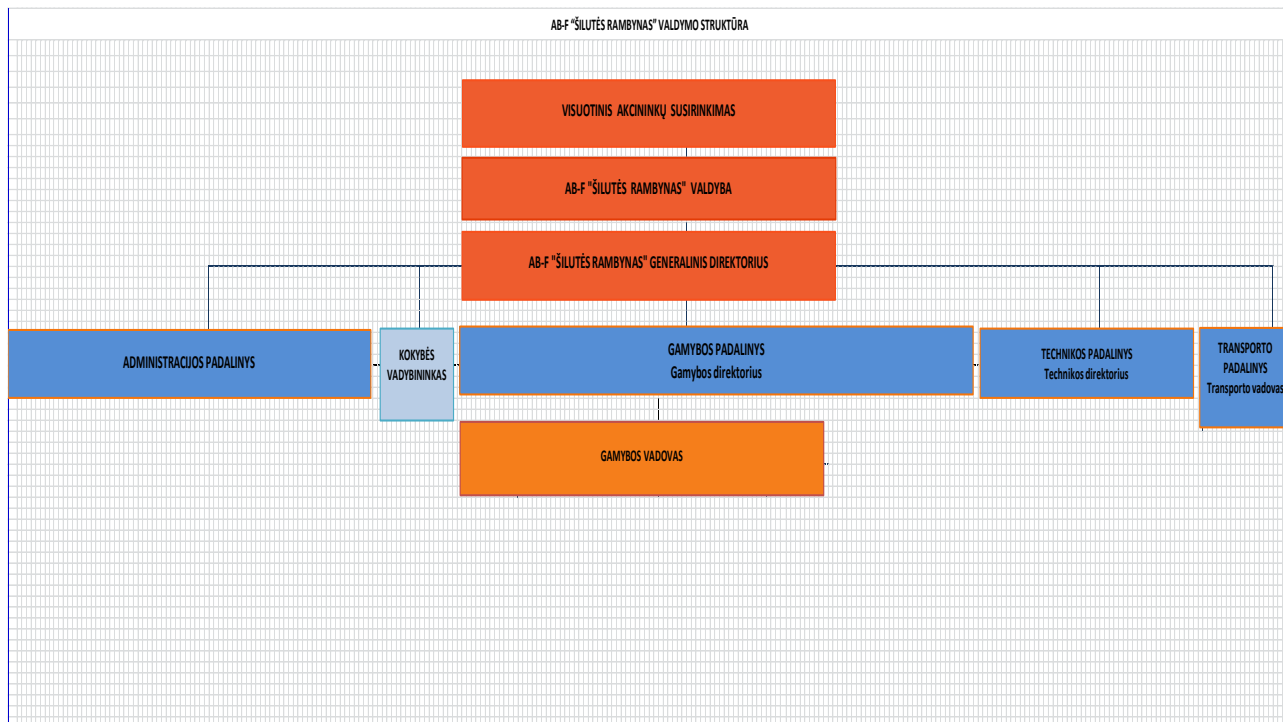 AB-F “ŠILUTĖS RAMBYNAS” VALDYMO STRUKTŪRA
VISUOTINIS AKCININKŲ SUSIRINKIMAS
AB-F "ŠILUTĖS RAMBYNAS" VALDYBA
AB-F "ŠILUTĖS RAMBYNAS" GENERALINIS DIREKTORIUS
ADMINISTRACIJOS PADALINYS
KOKYBĖS
VADYBININKAS
GAMYBOS PADALINYS
Gamybos direktorius
TECHNIKOS PADALINYS
Technikos direktorius
TRANSPORTO
PADALINYS
Transporto vadovas
GAMYBOS VADOVAS